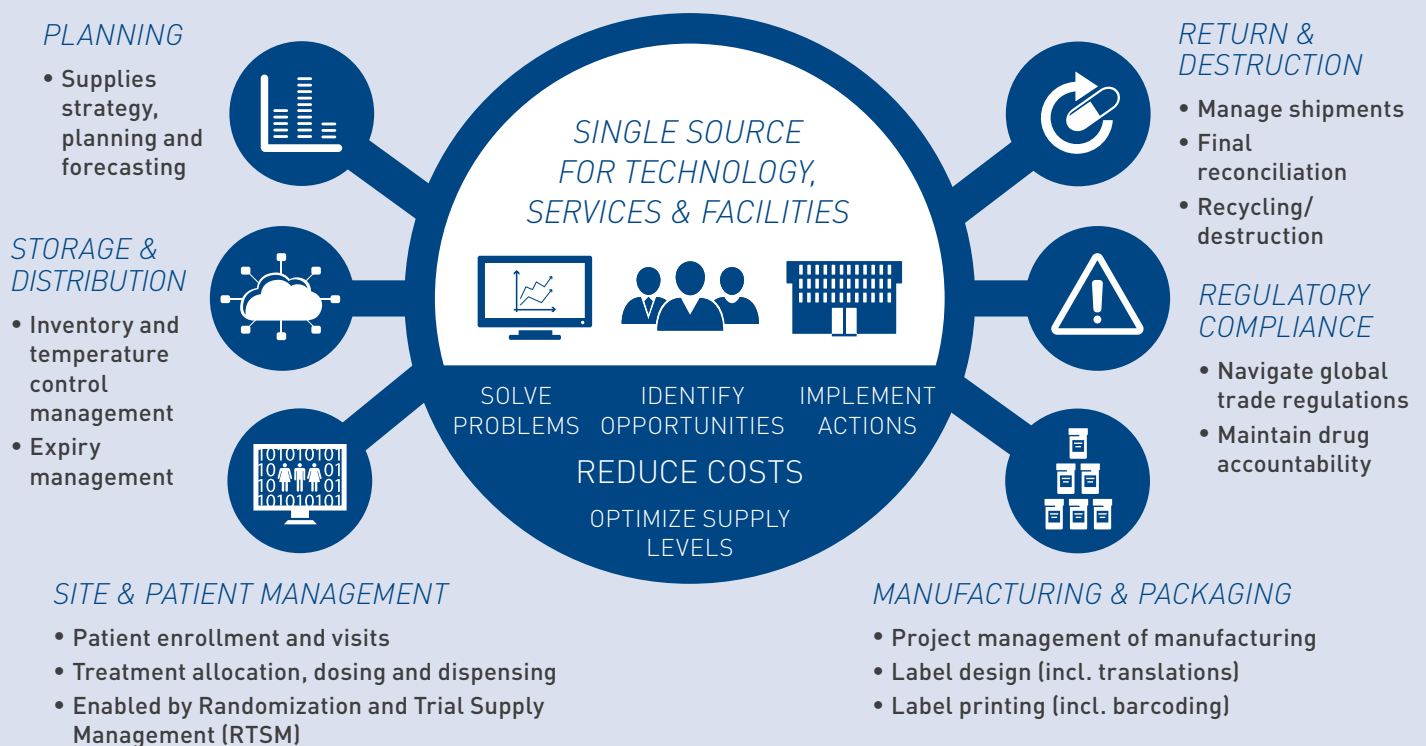 PLANNING
• Supplies
strategy,
planning and
forecasting
STORAGE &
DISTRIBUTION
• Inventory and
temperature
control
management
• Expiry
management
SITE & PATIENT MANAGEMENT
• Patient enrollment and visits
• Treatment allocation, dosing and dispensing
• Enabled by Randomization and Trial Supply
Management (RTSM)
101010101
10 01
10 01
101010101
SINGLE SOURCE
FOR TECHNOLOGY,
SERVICES & FACILITIES
SOLVE
PROBLEMS
IDENTIFY
OPPORTUNITIES
IMPLEMENT
ACTIONS
REDUCE COSTS
OPTIMIZE SUPPLY
LEVELS
RETURN &
DESTRUCTION
• Manage shipments
• Final
reconciliation
• Recycling/
destruction
REGULATORY
COMPLIANCE
• Navigate global
trade regulations
• Maintain drug
accountability
MANUFACTURING & PACKAGING
• Project management of manufacturing
• Label design (incl. translations)
• Label printing (incl. barcoding)